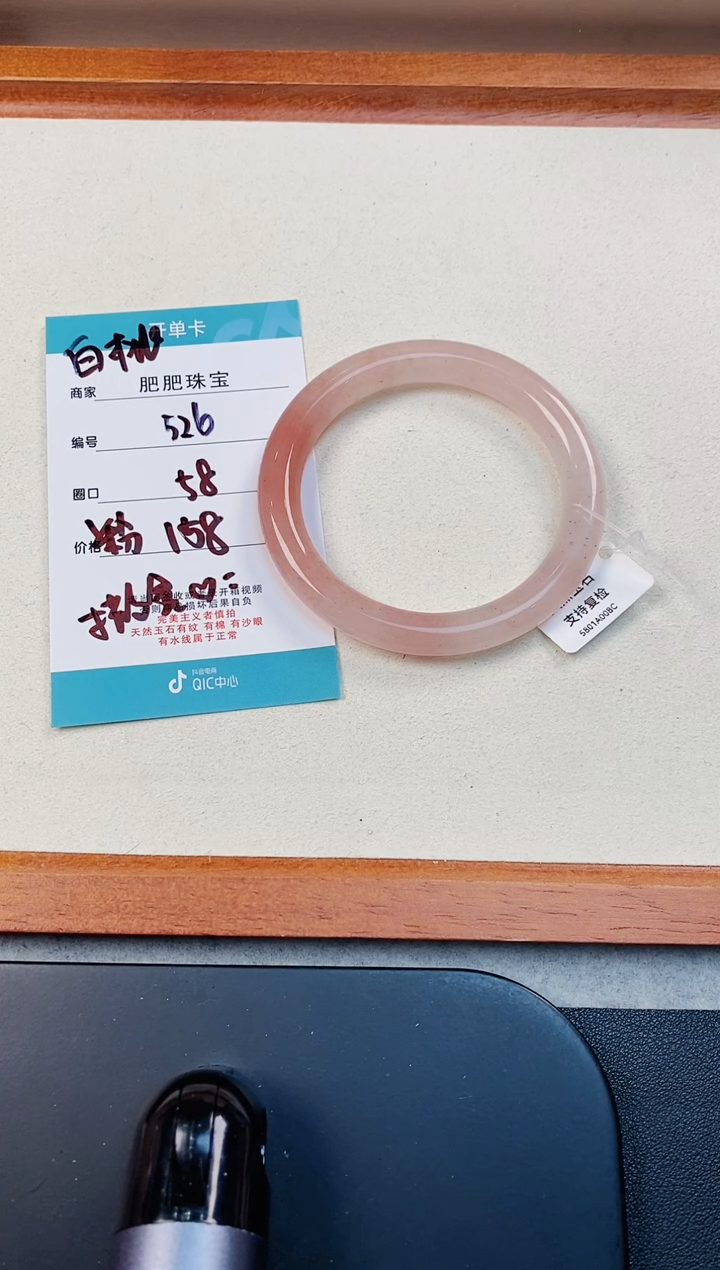 开单卡
白桃
商家 肥肥珠宝
编号 526
圈口 58
价格 粉 158
完美主义者慎拍
天然玉石有纹 有棉 有沙眼
有水线属于正常
抖音电商
QIC中心
支持复检
5801A008C